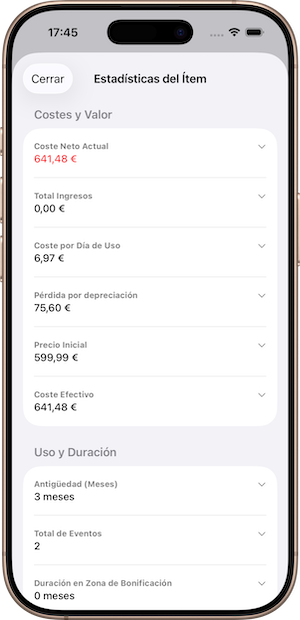 17:45
Cerrar
Estadísticas del Ítem
Costes y Valor
Coste Neto Actual
641,48 €
Total Ingresos
0,00 €
Coste por Día de Uso
6,97 €
Pérdida por depreciación
75,60 €
Precio Inicial
599,99 €
Coste Efectivo
641,48 €
Uso y Duración
Antigüedad (Meses)
3 meses
Total de Eventos
2
Duración en Zona de Bonificación
0 meses